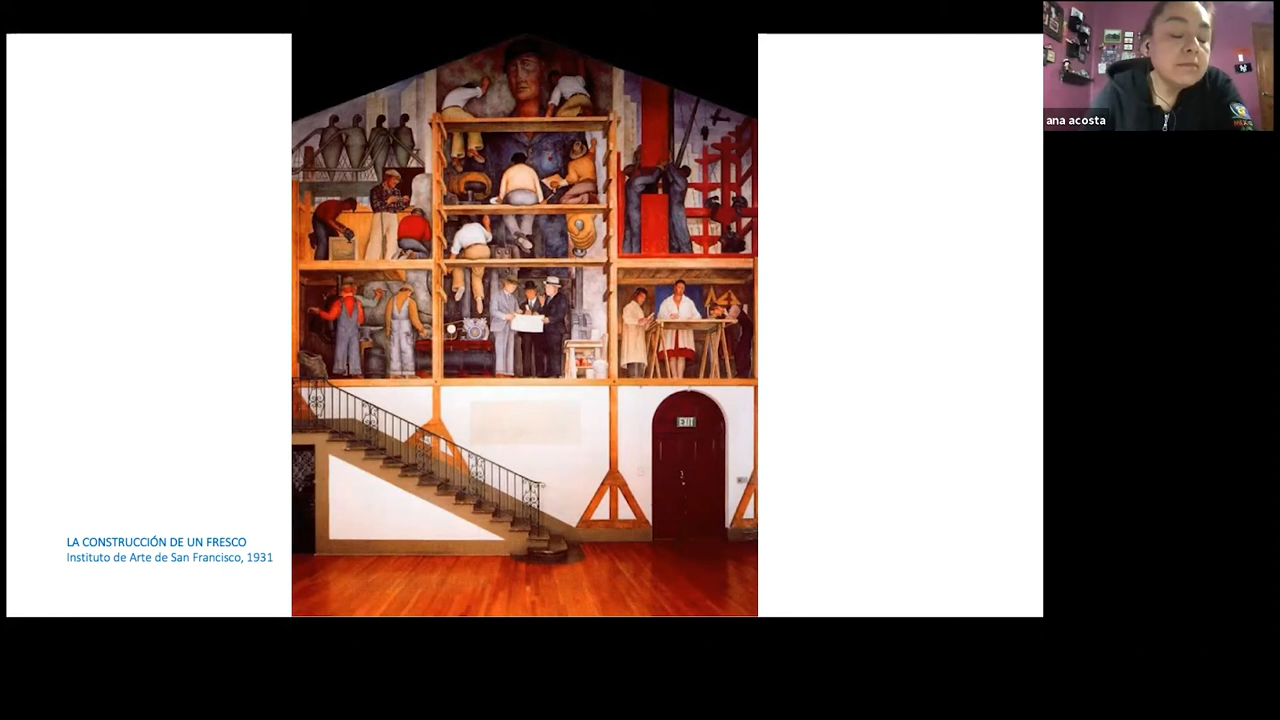 ana acosta
EXIT
LA CONSTRUCCIÓN DE UN FRESCO
Instituto de Arte de San Francisco, 1931